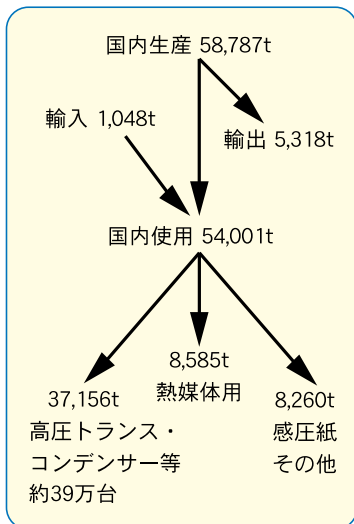 国内生産 58,787t
輸入 1,048t
輸出 5,318t
国内使用 54,001t
37,156t
高圧トランス・
コンデンサー等
約39万台
8,585t
熱媒体用
8,260t
感圧紙
その他